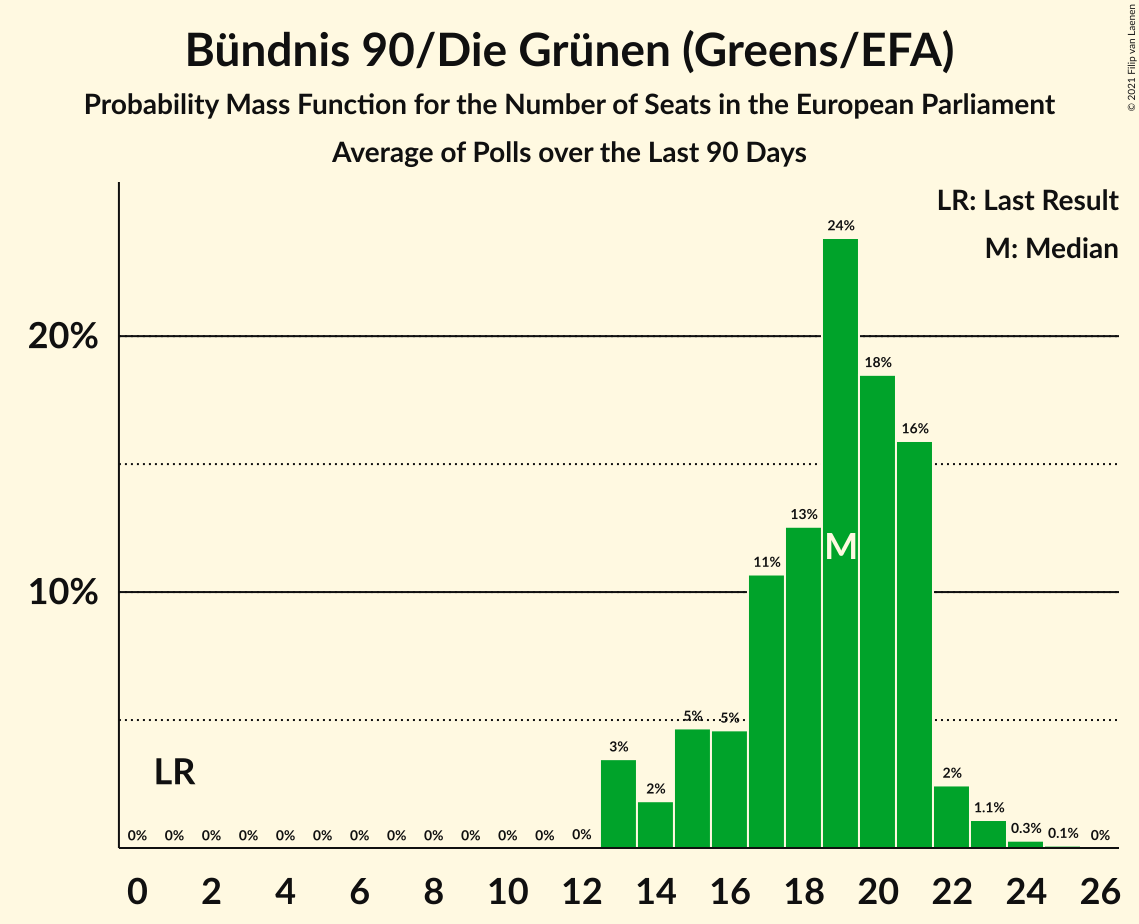 Bündnis 90/Die Grünen (Greens/EFA)
Probability Mass Function for the Number of Seats in the European Parliament
Average of Polls over the Last 90 Days
© 2021 Filip van Laenen
LR: Last Result
M: Median
24%
20%
18%
16%
13%
M
11%
10%
5% 5%
3%
LR
2%
2%
1.1%
0% 0% 0% 0% 0% 0% 0% 0% 0% 0% 0% 0% 0% 0.3% 0.1% 0%
0 2 4 6 8 10 12 14 16 18 20 22 24 26